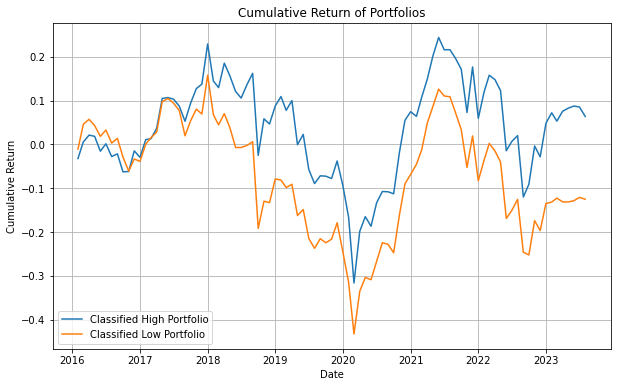 Cumulative Return of Portfolios
Cumulative Return
0.2
0.1
0.0
−0.1
−0.2
−0.3
−0.4
Classified High Portfolio
Classified Low Portfolio
2016 2017 2018 2019 2020 2021 2022 2023
Date